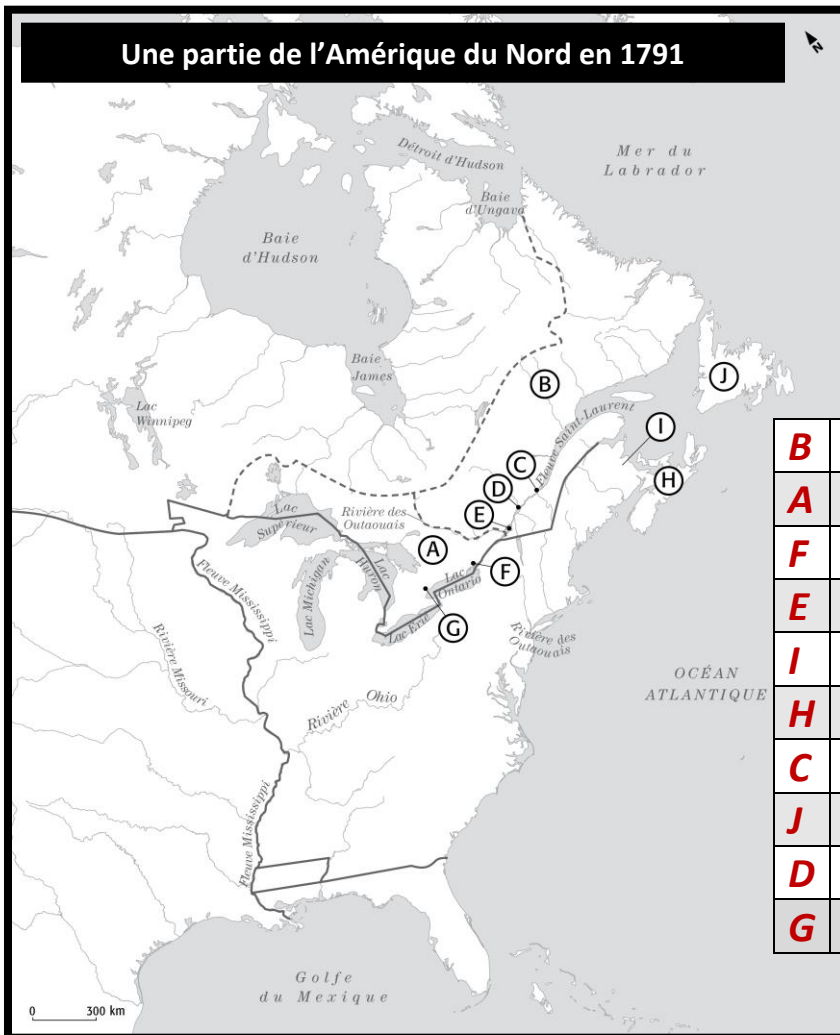 Une partie de l’Amérique du Nord en 1791
N
Détroit d'Hudson
Mer du
Labrador
Baie
d'Ungava
Baie
d'Hudson
Baie
James
B
J
Lac
Winnipeg
Fleuve Saint-Laurent
I
C
H
D
Rivière des
Outaouais
E
Lac
Supérieur
A
Lac
Huron
F
Lac
Ontario
Fleuve Mississippi
Lac Michigan
G
Lac Érié
Rivière des
Outaouais
Rivière Missouri
OCÉAN
ATLANTIQUE
Rivière Ohio
Fleuve Mississippi
Golfe
du Mexique
0 300 km
B
A
F
E
I
H
C
J
D
G